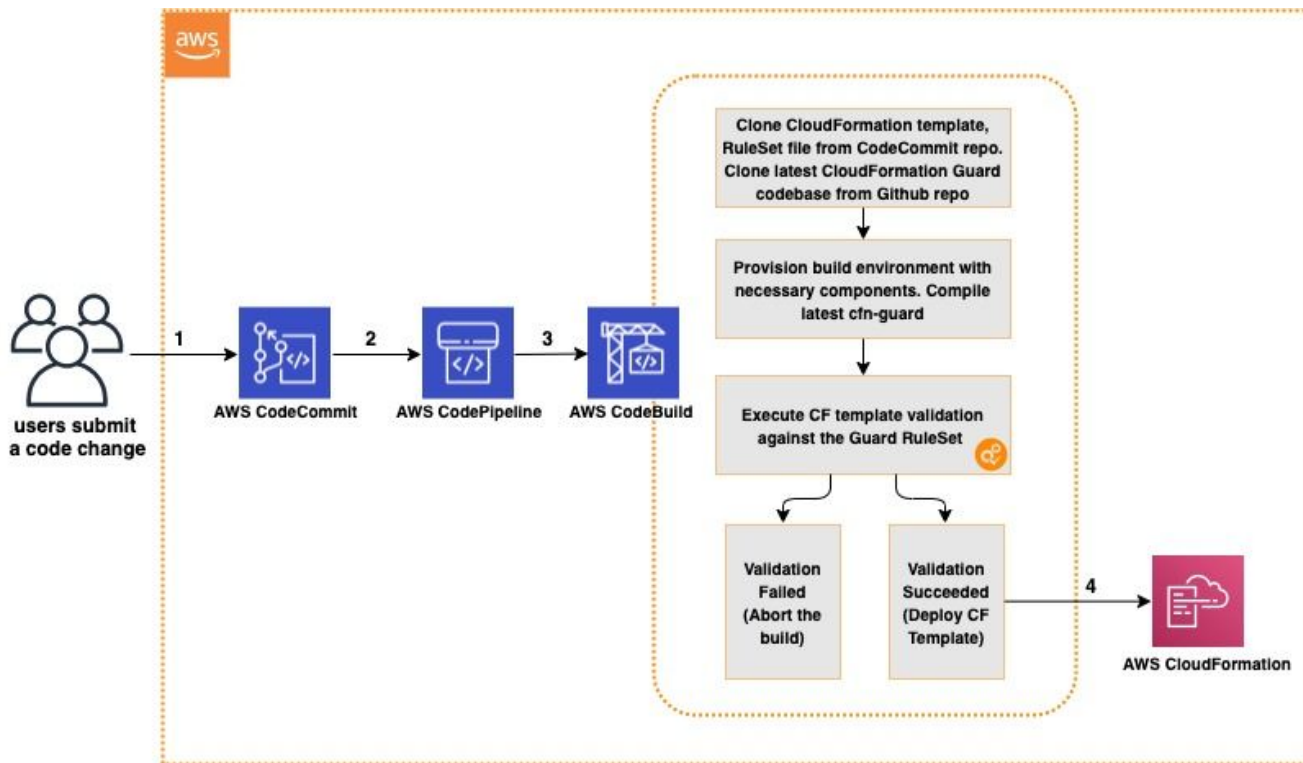 aws
Clone CloudFormation template,
RuleSet file from CodeCommit repo.
Clone latest CloudFormation Guard
codebase from Github repo
Provision build environment with
necessary components. Compile
latest cfn-guard
users submit
a code change
1
AWS CodeCommit
2
AWS CodePipeline
3
AWS CodeBuild
</>
</>
</>
Execute CF template validation
against the Guard RuleSet
Validation
Failed
(Abort the
build)
Validation
Succeeded
(Deploy CF
Template)
4
AWS CloudFormation